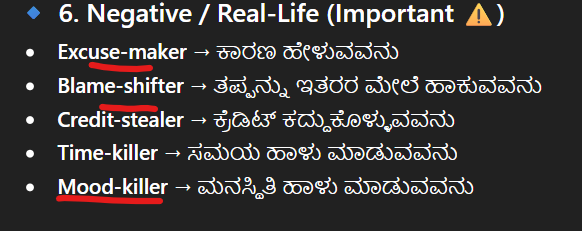 🔹 6. Negative / Real-Life (Important ⚠️)
• Excuse-maker → ಕಾರಣ ಹೇಳುವವನು
• Blame-shifter → ತಪ್ಪನ್ನು ಇತರರ ಮೇಲೆ ಹಾಕುವವನು
• Credit-stealer → ಕ್ರೆಡಿಟ್ ಕದ್ದುಕೊಳ್ಳುವವನು
• Time-killer → ಸಮಯ ಹಾಳು ಮಾಡುವವನು
• Mood-killer → ಮನಸ್ಥಿತಿ ಹಾಳು ಮಾಡುವವನು